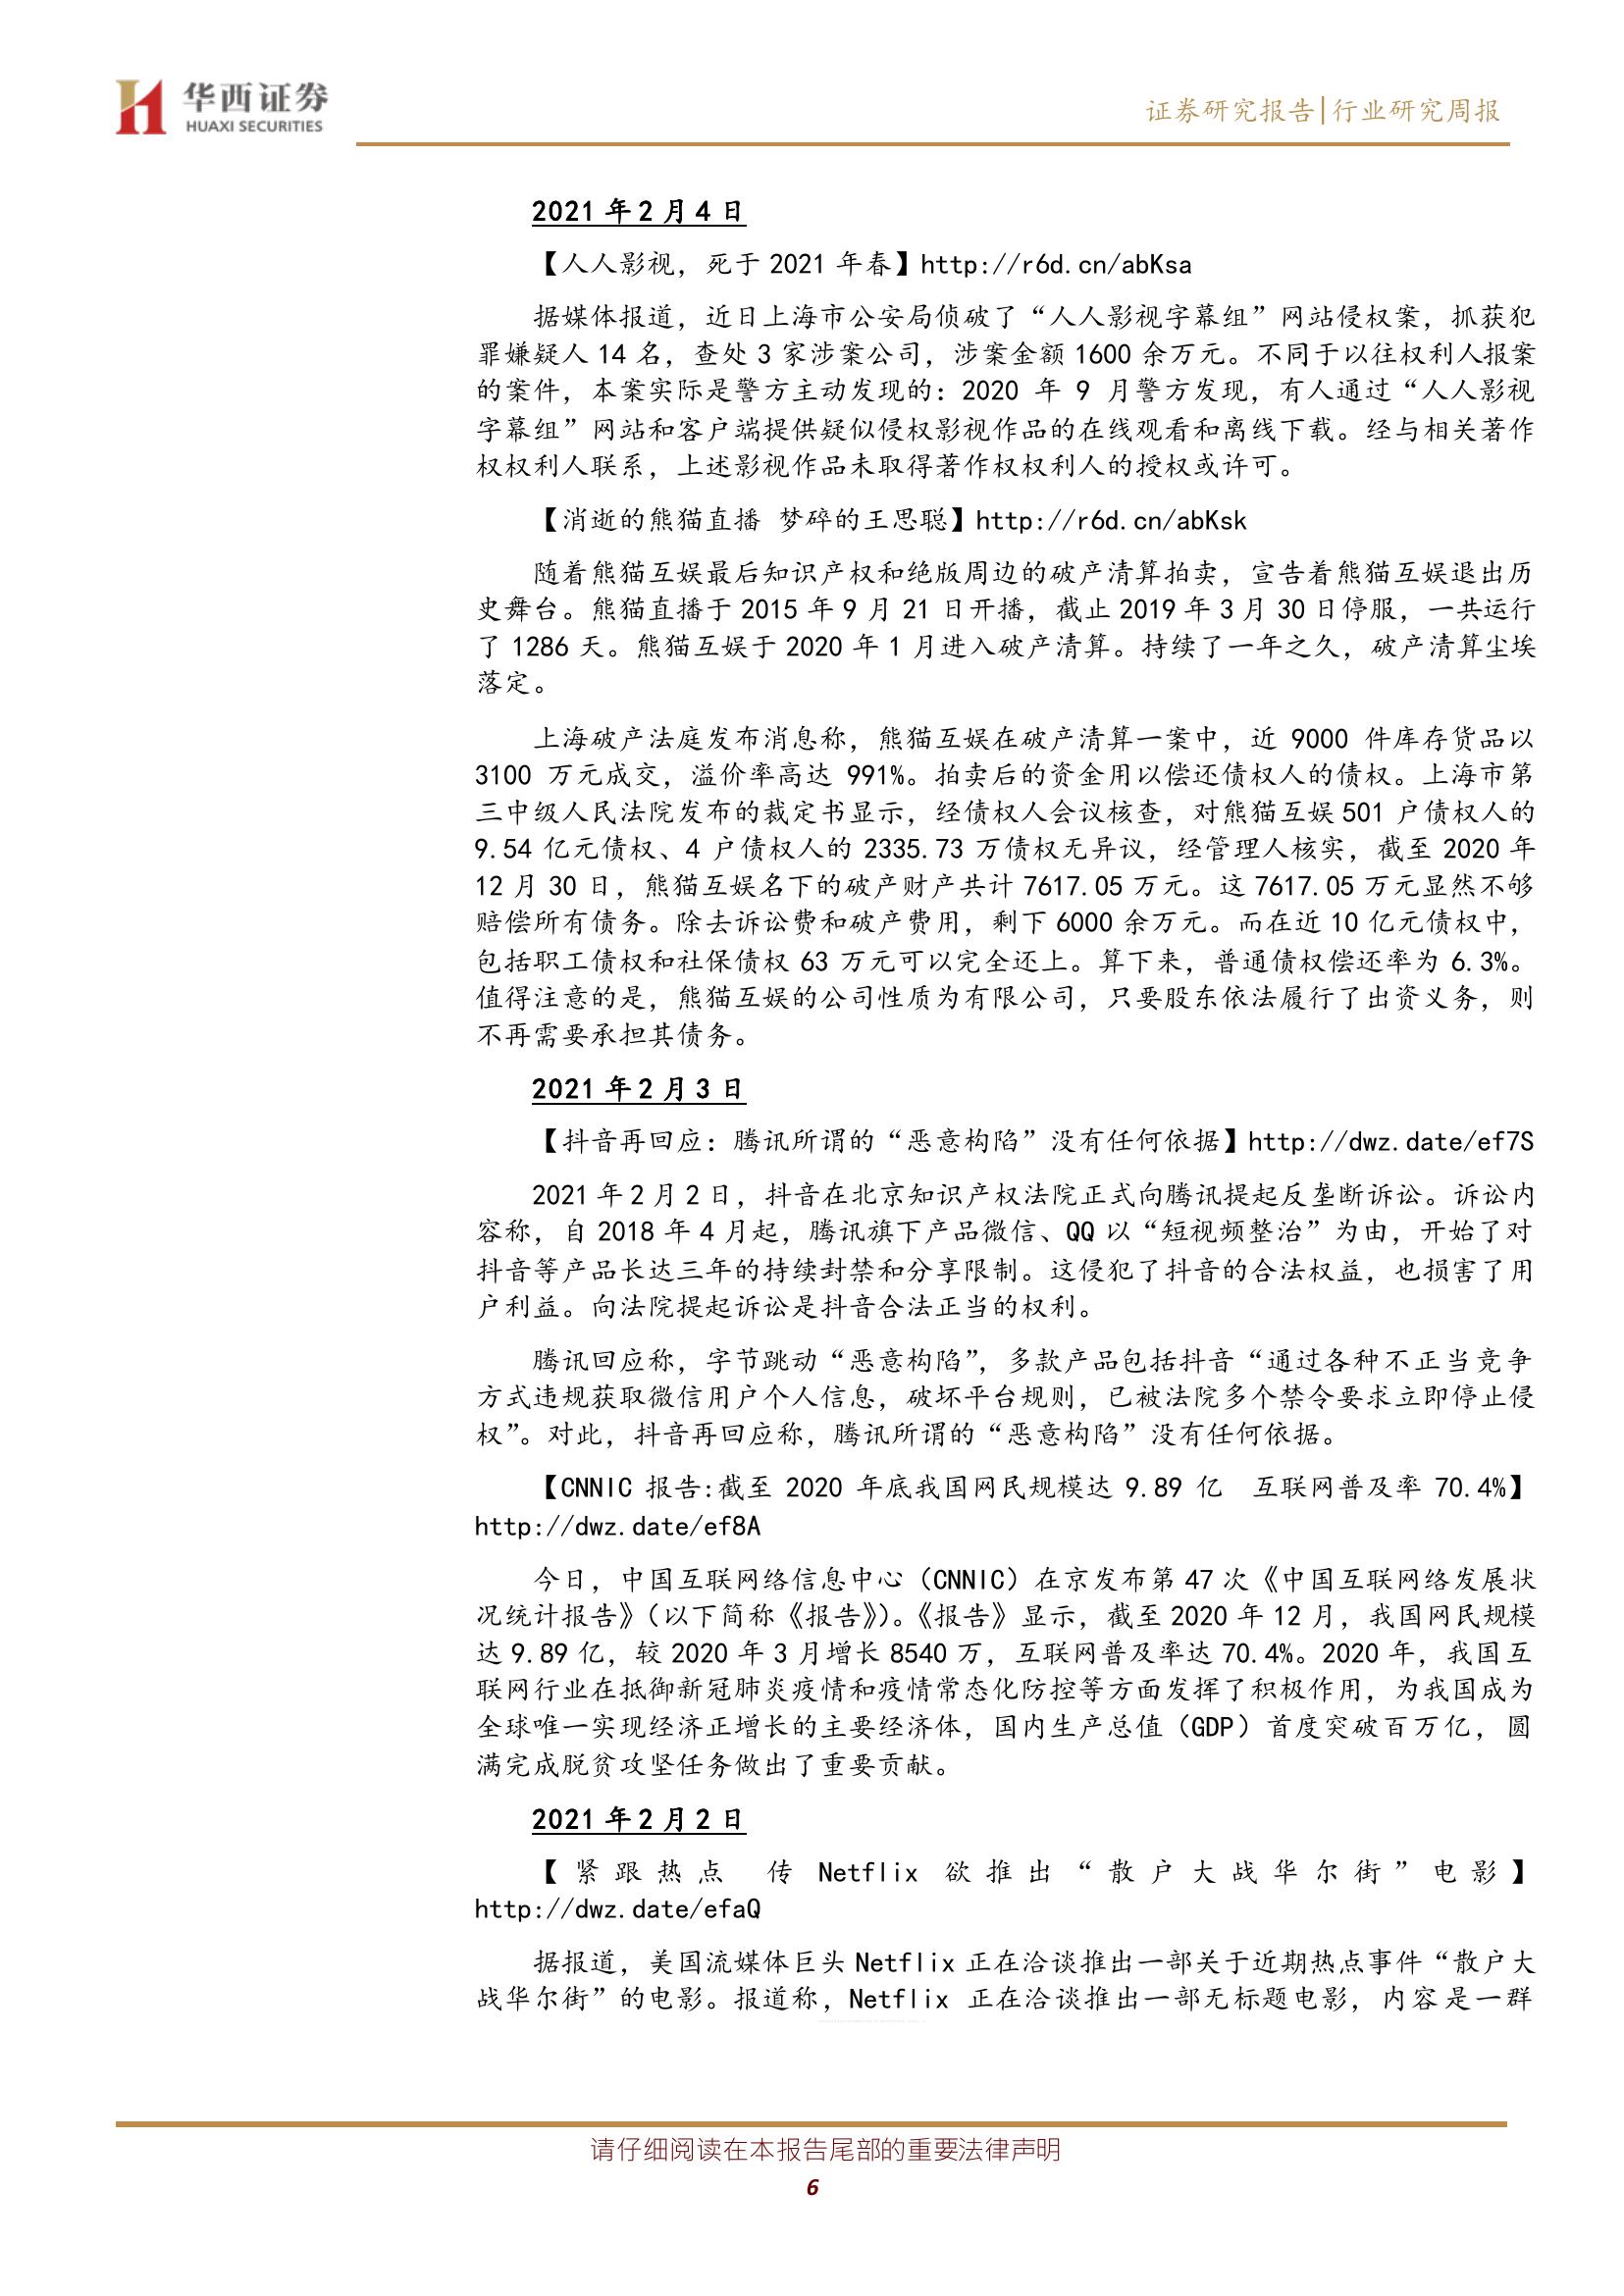 华西证券
HUAXI SECURITIES
证券研究报告|行业研究周报
2021 年 2 月 4 日
【人人影视，死于 2021 年春】http://r6d.cn/abKsa
据媒体报道，近日上海市公安局侦破了“人人影视字幕组”网站侵权案，抓获犯
罪嫌疑人 14 名，查处 3 家涉案公司，涉案金额 1600 余万元。不同于以往权利人报案
的案件，本案实际是警方主动发现的：2020 年 9 月警方发现，有人通过“人人影视
字幕组”网站和客户端提供疑似侵权影视作品的在线观看和离线下载。经与相关著作
权权利人联系，上述影视作品未取得著作权权利人的授权或许可。
【消逝的熊猫直播 梦碎的王思聪】http://r6d.cn/abKsk
随着熊猫互娱最后知识产权和绝版周边的破产清算拍卖，宣告着熊猫互娱退出历
史舞台。熊猫直播于 2015 年 9 月 21 日开播，截止 2019 年 3 月 30 日停服，一共运行
了 1286 天。熊猫互娱于 2020 年 1 月进入破产清算。持续了一年之久，破产清算尘埃
落定。
上海破产法庭发布消息称，熊猫互娱在破产清算一案中，近 9000 件库存货品以
3100 万元成交，溢价率高达 991%。拍卖后的资金用以偿还债权人的债权。上海市第
三中级人民法院发布的裁定书显示，经债权人会议核查，对熊猫互娱 501 户债权人的
9.54 亿元债权、4 户债权人的 2335.73 万债权无异议，经管理人核实，截至 2020 年
12 月 30 日，熊猫互娱名下的破产财产共计 7617.05 万元。这 7617.05 万元显然不够
赔偿所有债务。除去诉讼费和破产费用，剩下 6000 余万元。而在近 10 亿元债权中，
包括职工债权和社保债权 63 万元可以完全还上。算下来，普通债权偿还率为 6.3%。
值得注意的是，熊猫互娱的公司性质为有限公司，只要股东依法履行了出资义务，则
不再需要承担其债务。
2021 年 2 月 3 日
【抖音再回应：腾讯所谓的“恶意构陷”没有任何依据】http://dwz.date/ef7S
2021 年 2 月 2 日，抖音在北京知识产权法院正式向腾讯提起反垄断诉讼。诉讼内
容称，自 2018 年 4 月起，腾讯旗下产品微信、QQ 以“短视频整治”为由，开始了对
抖音等产品长达三年的持续封禁和分享限制。这侵犯了抖音的合法权益，也损害了用
户利益。向法院提起诉讼是抖音合法正当的权利。
腾讯回应称，字节跳动“恶意构陷”，多款产品包括抖音“通过各种不正当竞争
方式违规获取微信用户个人信息，破坏平台规则，已被法院多个禁令要求立即停止侵
权”。对此，抖音再回应称，腾讯所谓的“恶意构陷”没有任何依据。
【CNNIC 报告:截至 2020 年底我国网民规模达 9.89 亿 互联网普及率 70.4%】
http://dwz.date/ef8A
今日，中国互联网络信息中心（CNNIC）在京发布第 47 次《中国互联网络发展状
况统计报告》（以下简称《报告》）。《报告》显示，截至 2020 年 12 月，我国网民规模
达 9.89 亿，较 2020 年 3 月增长 8540 万，互联网普及率达 70.4%。2020 年，我国互
联网行业在抵御新冠肺炎疫情和疫情常态化防控等方面发挥了积极作用，为我国成为
全球唯一实现经济正增长的主要经济体，国内生产总值（GDP）首度突破百万亿，圆
满完成脱贫攻坚任务做出了重要贡献。
2021 年 2 月 2 日
【紧跟热点 传 Netflix 欲推出“散户大战华尔街”电影】
http://dwz.date/efaQ
据报道，美国流媒体巨头 Netflix 正在洽谈推出一部关于近期热点事件“散户大
战华尔街”的电影。报道称，Netflix 正在洽谈推出一部无标题电影，内容是一群
请仔细阅读在本报告尾部的重要法律声明
6